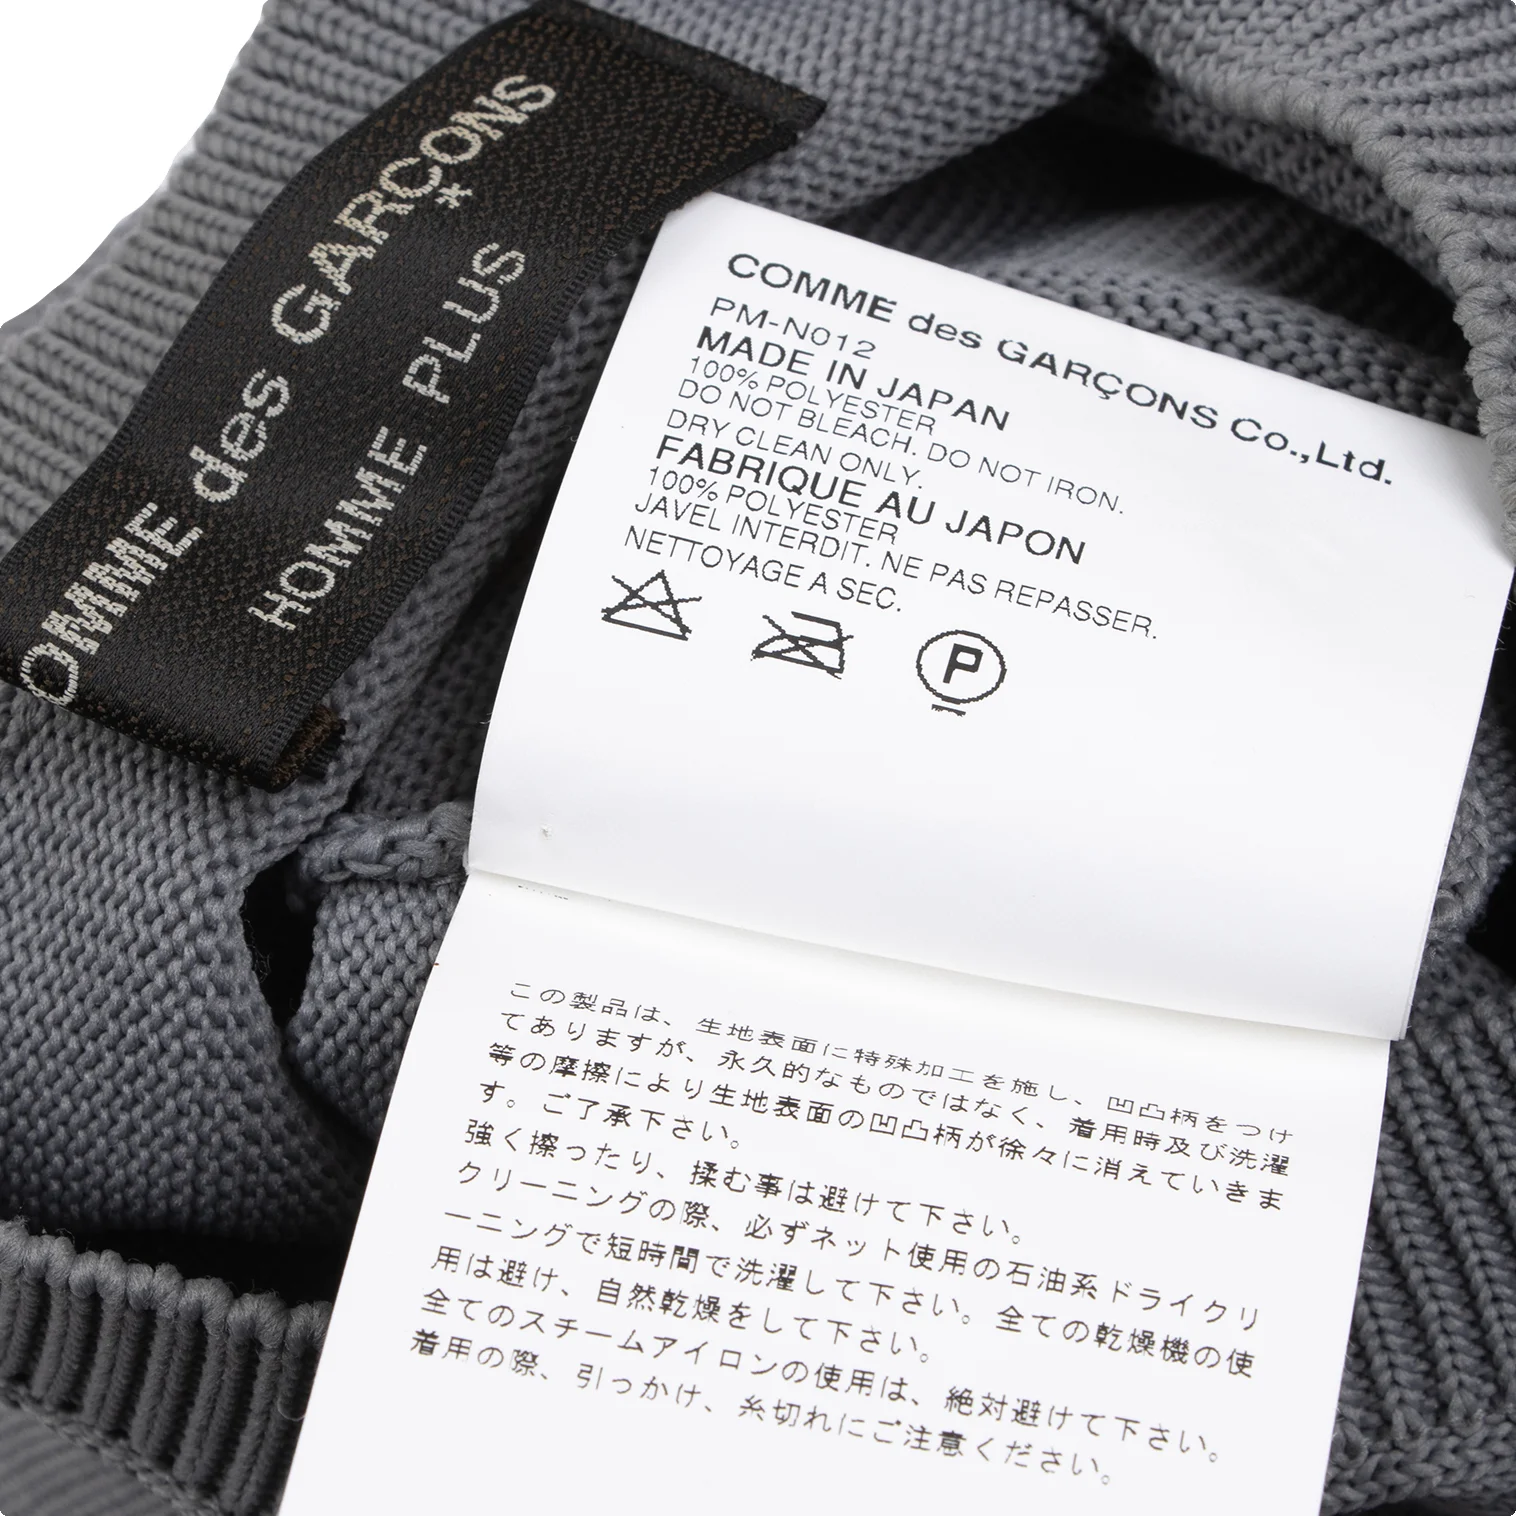 OMME des GARÇONS
HOMME PLUS
COMME des GARÇONS Co.,Ltd.
PM-N012
MADE IN JAPAN
100% POLYESTER
DO NOT BLEACH. DO NOT IRON.
DRY CLEAN ONLY.
FABRIQUE AU JAPON
100% POLYESTER
JAVEL INTERDIT. NE PAS REPASSER.
NETTOYAGE A SEC.
P
この製品は、生地表面に特殊加工を施し、凹凸柄をつけ
てありますが、永久的なものではなく、着用時及び洗濯
等の摩擦により生地表面の凹凸柄が徐々に消えていきま
す。ご了承下さい。
強く擦ったり、揉む事は避けて下さい。
クリーニングの際、必ずネット使用の石油系ドライクリ
ーニングで短時間で洗濯して下さい。全ての乾燥機の使
用は避け、自然乾燥をして下さい。
全てのスチームアイロンの使用は、絶対避けて下さい。
着用の際、引っかけ、糸切れにご注意ください。